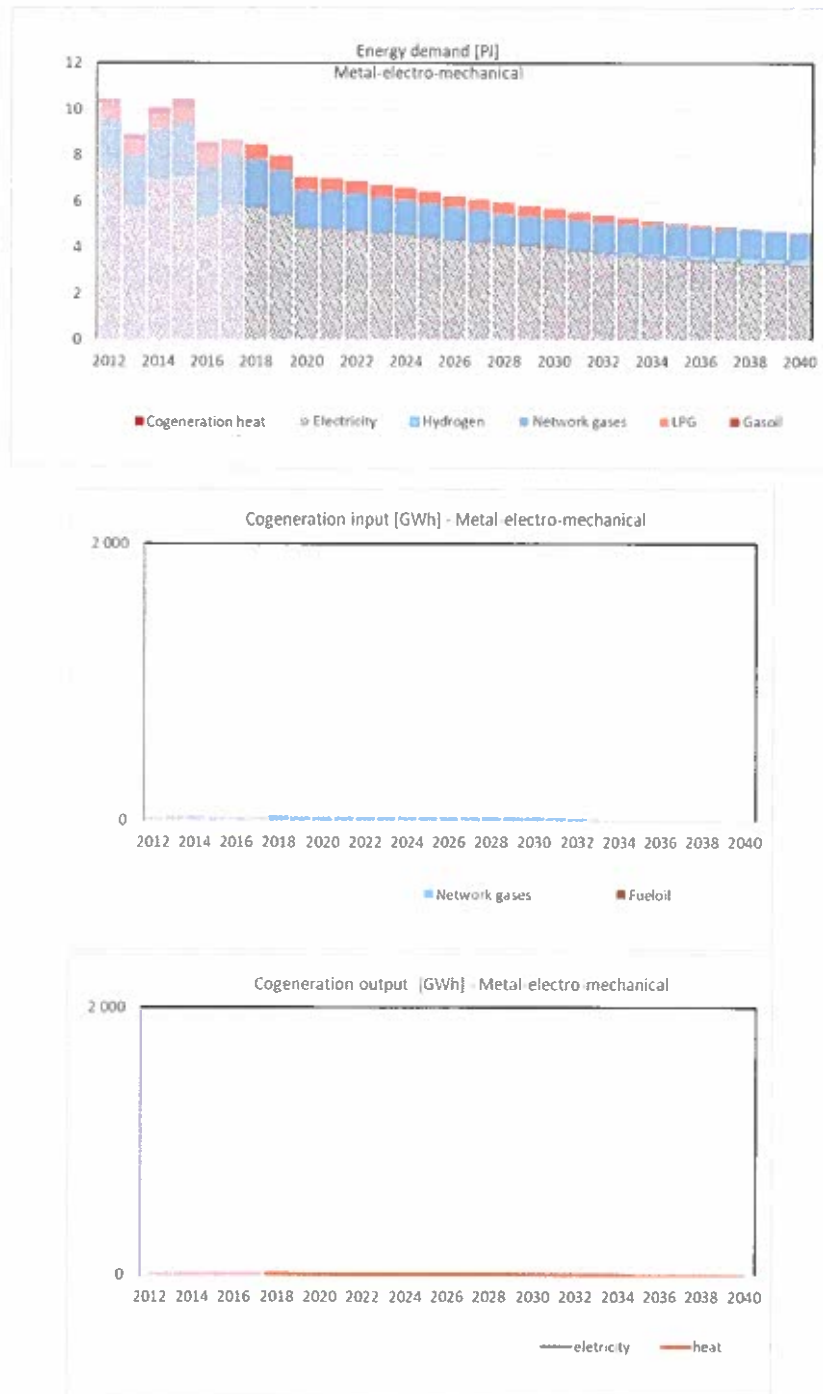 Energy demand [PJ]
Metal-electro-mechanical
12
10
8
6
4
2
0
2012 2014 2016 2018 2020 2022 2024 2026 2028 2030 2032 2034 2036 2038 2040
Cogeneration heat Electricity Hydrogen Network gases LPG Gasoil
Cogeneration input [GWh] - Metal electro-mechanical
2 000
0
2012 2014 2016 2018 2020 2022 2024 2026 2028 2030 2032 2034 2036 2038 2040
Network gases Fueloil
Cogeneration output [GWh] - Metal electro mechanical
2 000
0
2012 2014 2016 2018 2020 2022 2024 2026 2028 2030 2032 2034 2036 2038 2040
eletricity heat